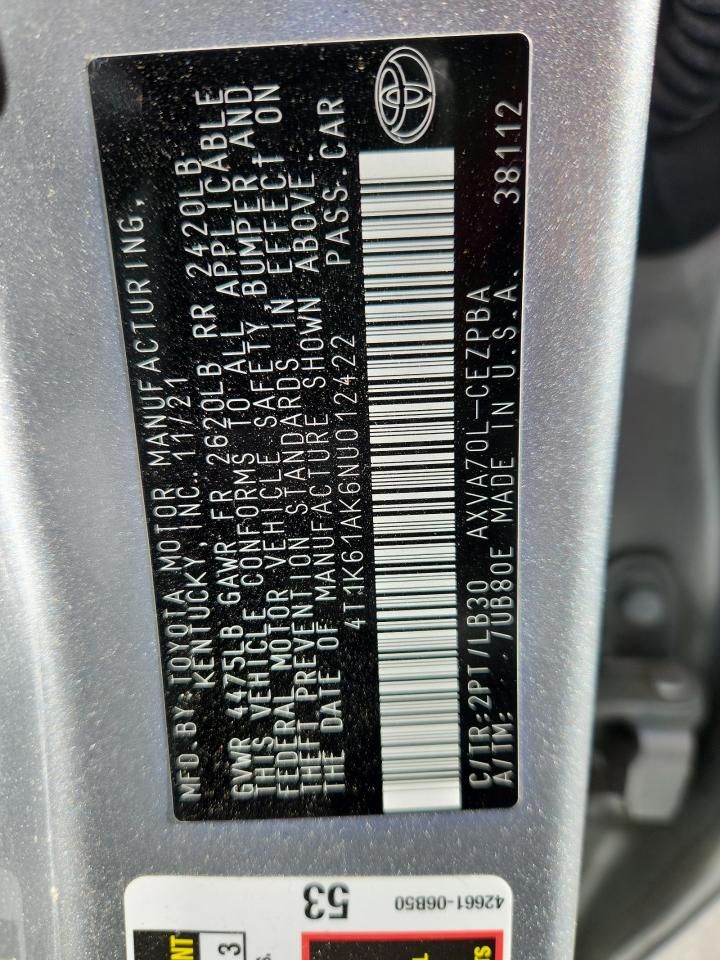 MFD.BY:TOYOTA MOTOR MANUFACTURING,
KENTUCKY,INC. 11/21
GVWR 4475LB GAWR FR 2620LB RR 2420LB
THIS VEHICLE CONFORMS TO ALL APPLICABLE
FEDERAL MOTOR VEHICLE SAFETY BUMPER AND
THEFT PREVENTION STANDARDS IN EFFECT ON
THE DATE OF MANUFACTURE SHOWN ABOVE.
4T1K61AK6NU012422 PASS.CAR
C/TR:2PT/LB30 AXVA70L-CEZPBA
A/TM: 7UB80E MADE IN U.S.A. 38112
53
42661-06B50
3